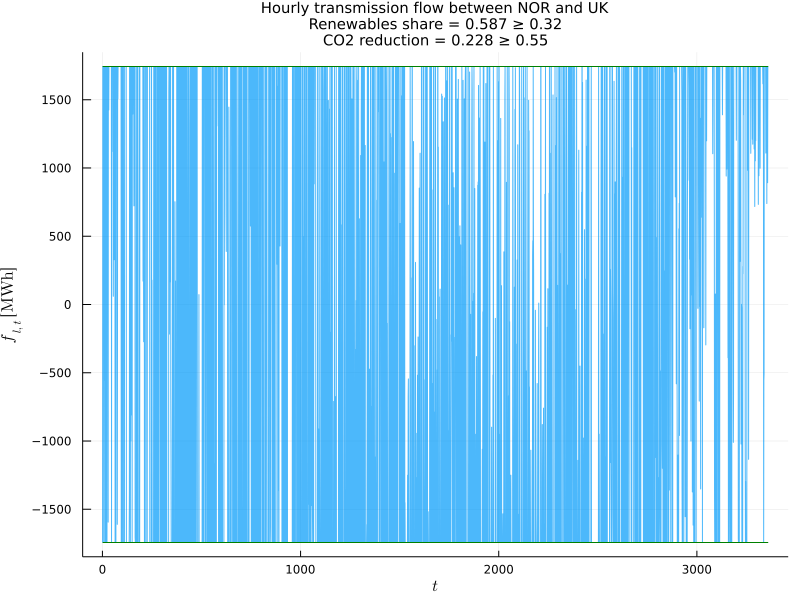 Hourly transmission flow between NOR and UK
Renewables share = 0.587 ≥ 0.32
CO2 reduction = 0.228 ≥ 0.55
1500
1000
500
0
−500
−1000
−1500
f l,t [MWh]
0 1000 2000 3000
t